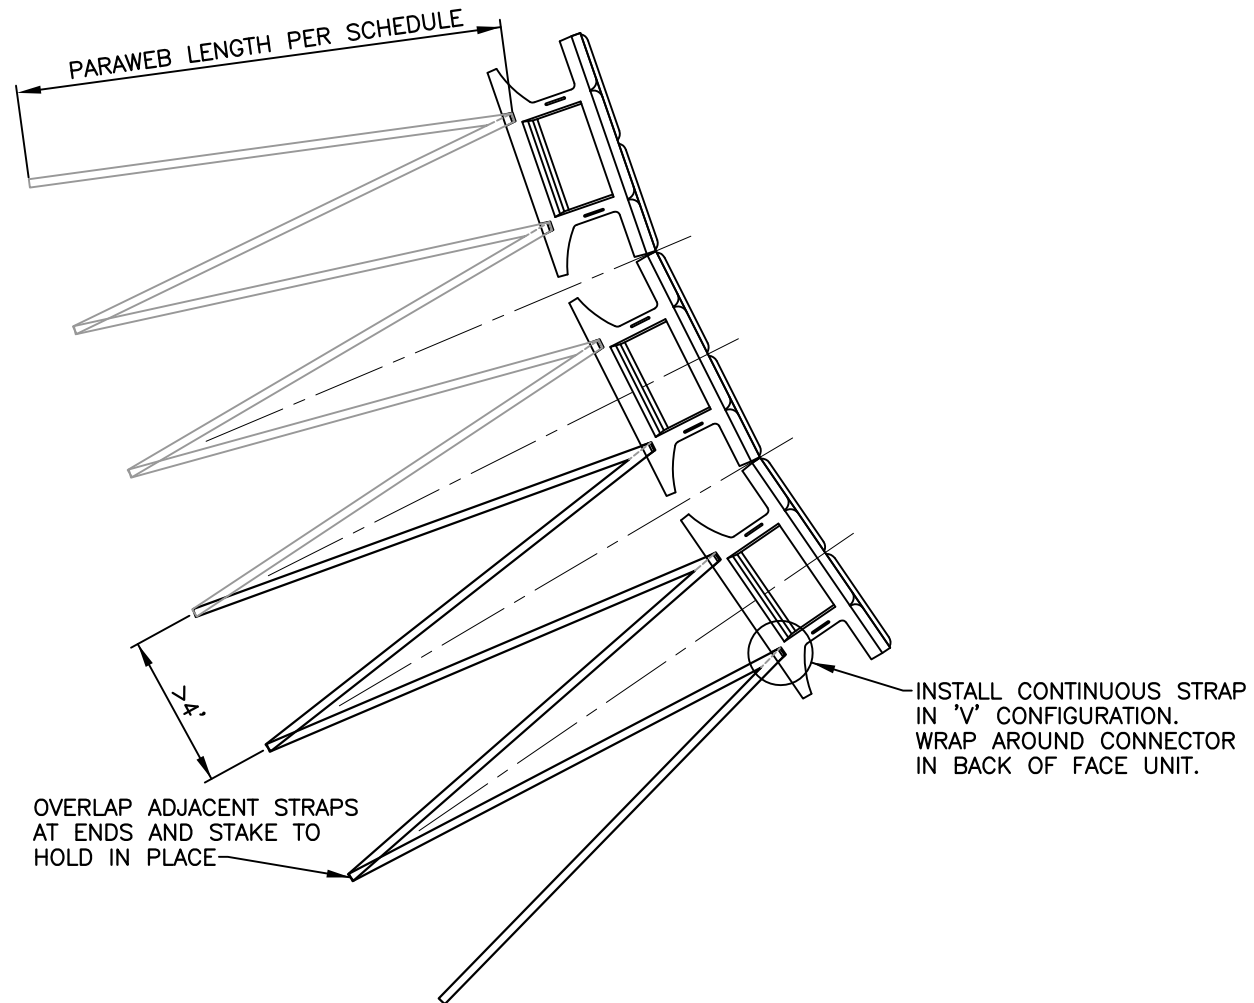 PARAWEB LENGTH PER SCHEDULE
>4'
INSTALL CONTINUOUS STRAP
IN 'V' CONFIGURATION.
WRAP AROUND CONNECTOR
IN BACK OF FACE UNIT.
OVERLAP ADJACENT STRAPS
AT ENDS AND STAKE TO
HOLD IN PLACE